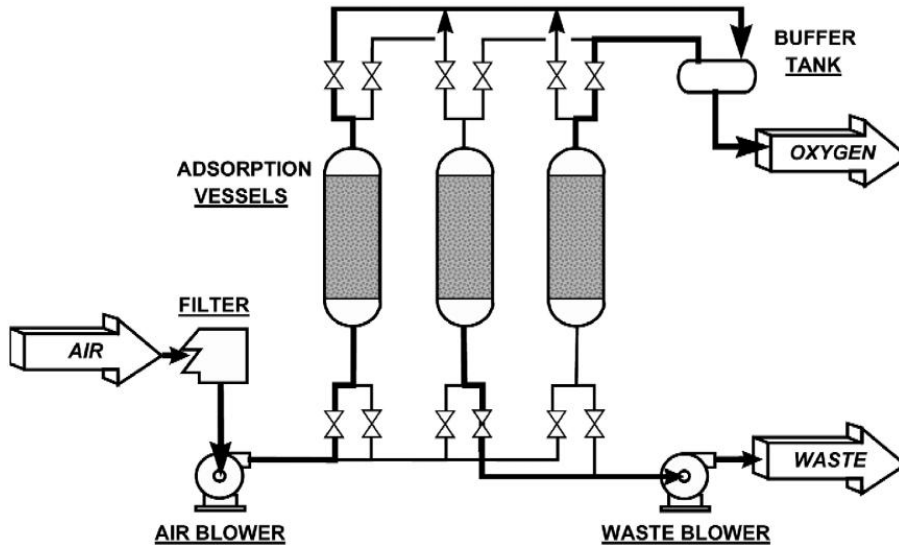 BUFFER
TANK
OXYGEN
ADSORPTION
VESSELS
FILTER
AIR
WASTE
AIR BLOWER
WASTE BLOWER